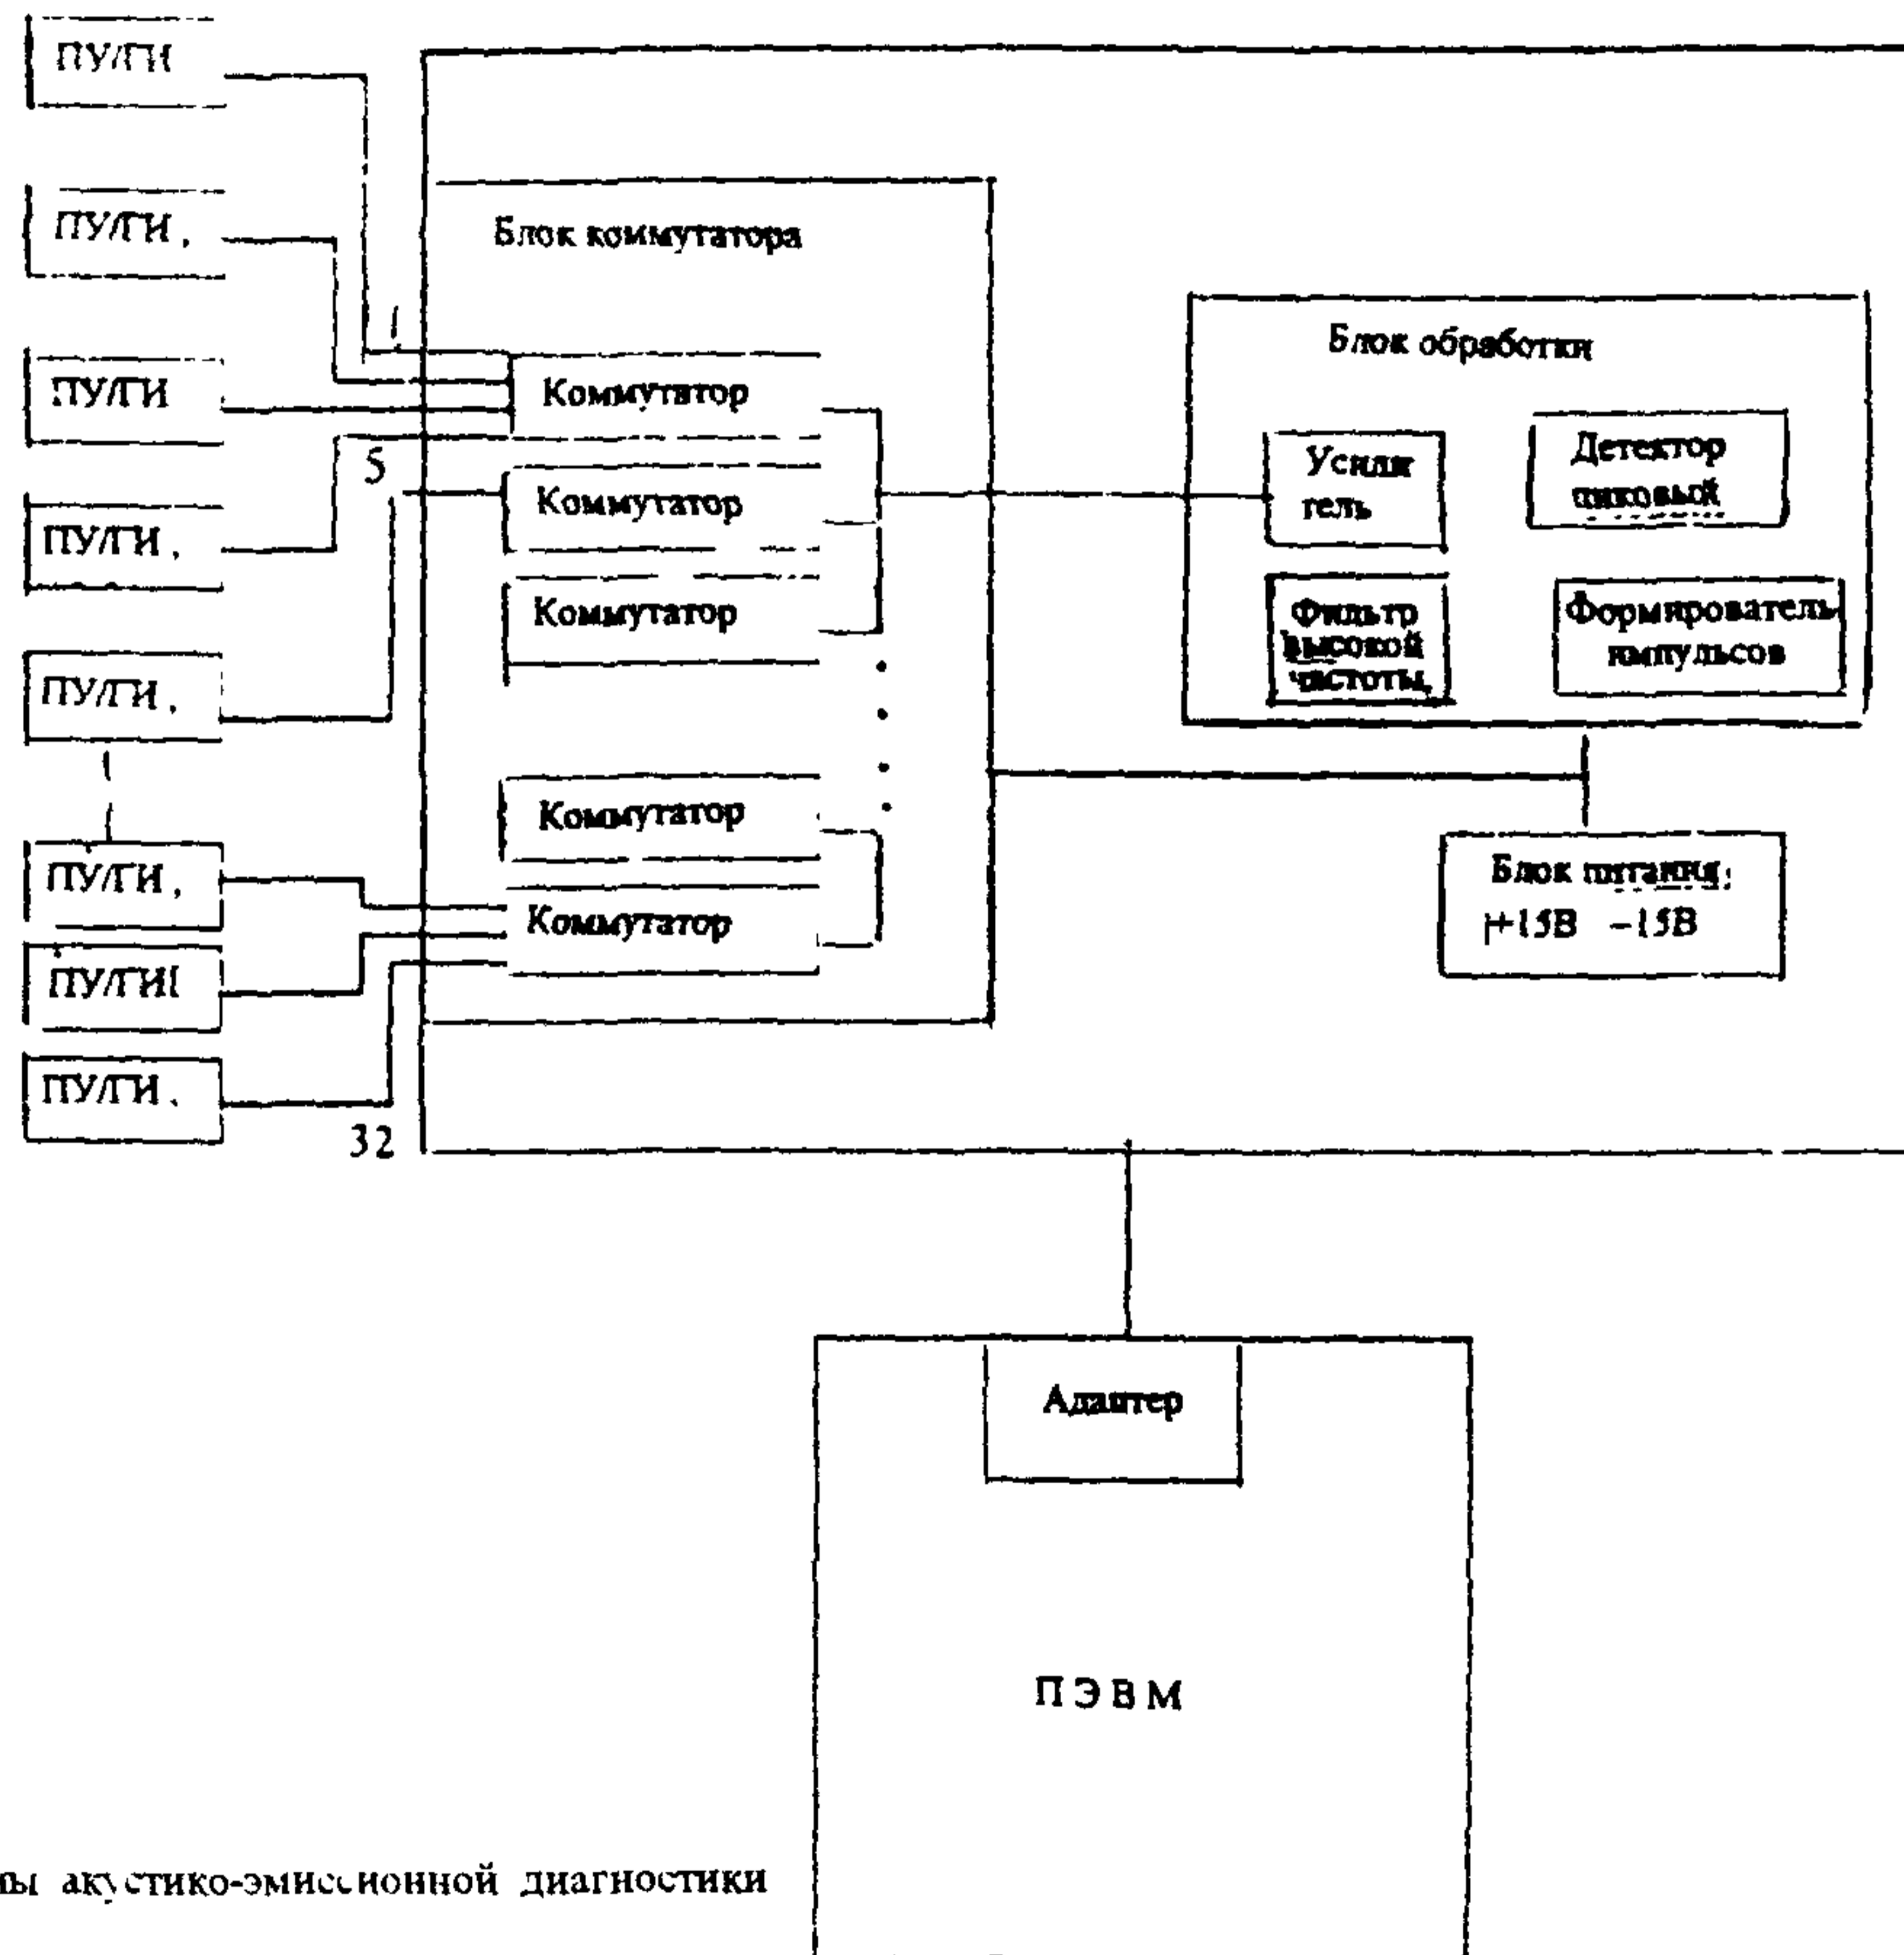 ПУ/ГИ
ПУ/ГИ
ПУ/ГИ
ПУ/ГИ
ПУ/ГИ
ПУ/ГИ
ПУ/ГИ
ПУ/ГИ
5
32
Блок коммутатора
Коммутатор
Коммутатор
Коммутатор
Коммутатор
Коммутатор
Блок обработки
Усили
тель
Детектор
пиковый
Фильтр
высокой
частоты
Формирователь
импульсов
Блок питания
+15В –15В
Адаптер
ПЭВМ
акустико-эмиссионной диагностики